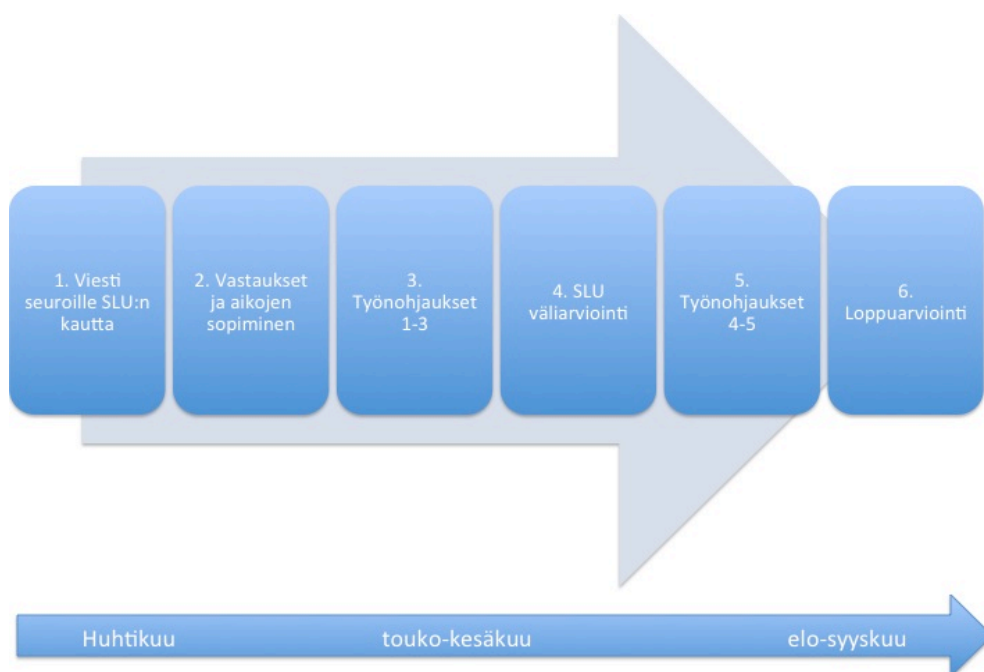 1. Viesti
seuroille SLU:n
kautta
2. Vastaukset
ja aikojen
sopiminen
3.
Työnohjaukset
1-3
4. SLU
väliarviointi
5.
Työnohjaukset
4-5
6.
Loppuarviointi
Huhtikuu
touko-kesäkuu
elo-syyskuu